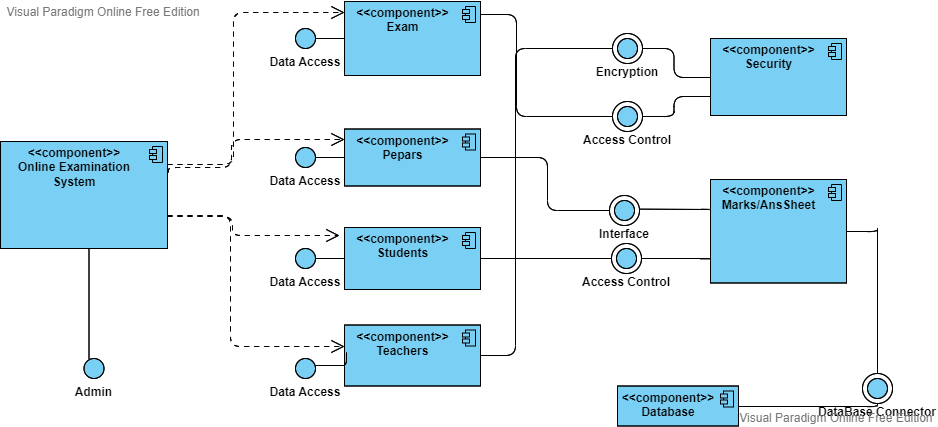 Visual Paradigm Online Free Edition
<<component>>
Exam
Data Access
<<component>>
Security
Encryption
Access Control
<<component>>
Pepars
Data Access
<<component>>
Online Examination
System
<<component>>
Marks/AnsSheet
Interface
<<component>>
Students
Data Access
Access Control
<<component>>
Teachers
Data Access
Admin
<<component>>
Database
DataBase Connector
Visual Paradigm Online Free Edition